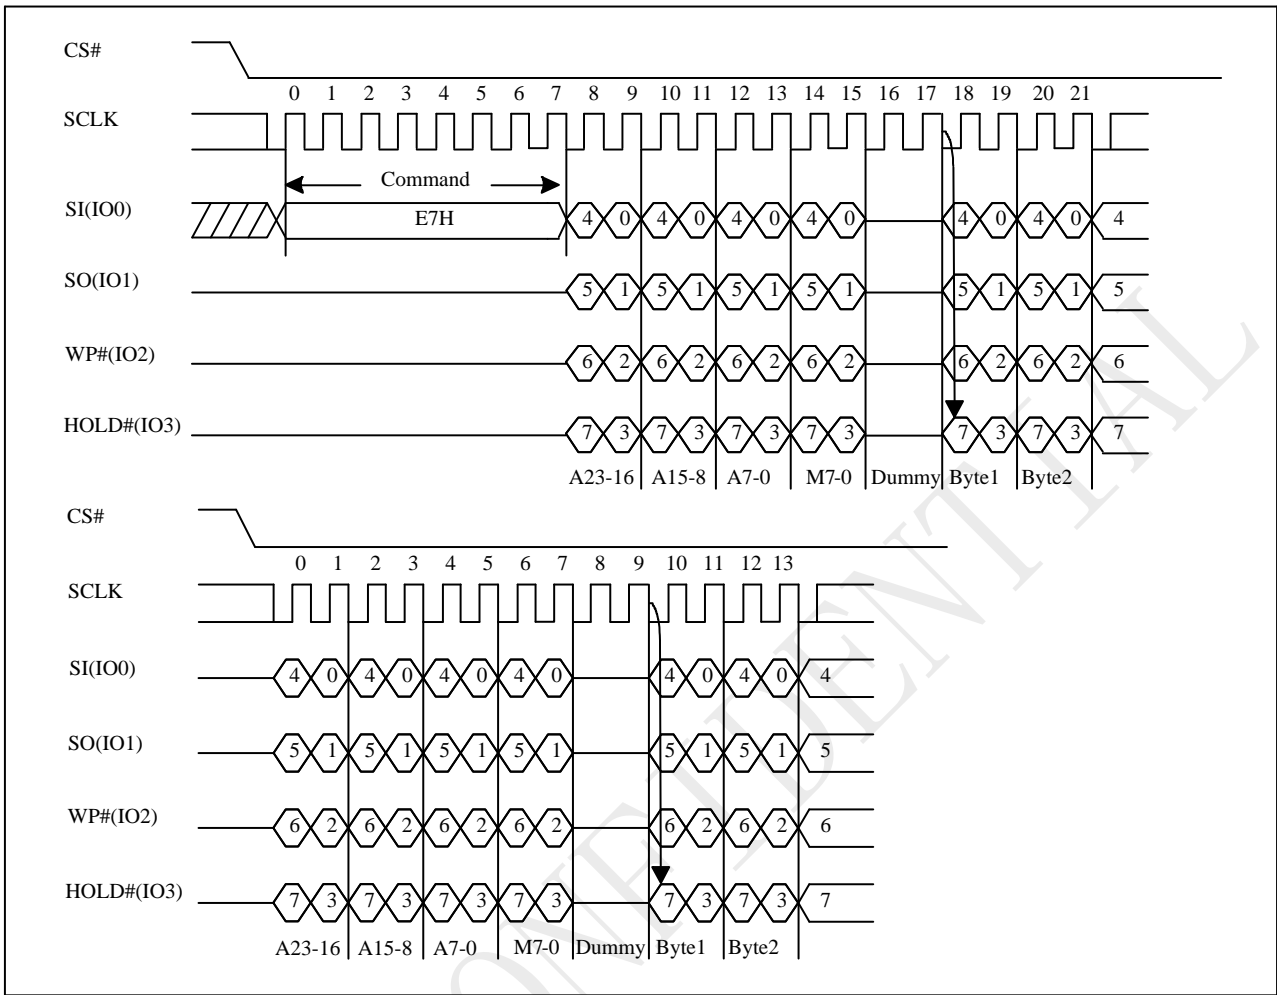 CS#
0 1 2 3 4 5 6 7 8 9 10 11 12 13 14 15 16 17 18 19 20 21
SCLK
Command
SI(IO0) E7H 4 0 4 0 4 0 4 0 4 0 4 0 4
SO(IO1) 5 1 5 1 5 1 5 1 5 1 5 1 5
WP#(IO2) 6 2 6 2 6 2 6 2 6 2 6 2 6
HOLD#(IO3) 7 3 7 3 7 3 7 3 7 3 7 3 7
A23-16 A15-8 A7-0 M7-0 Dummy Byte1 Byte2
CS#
0 1 2 3 4 5 6 7 8 9 10 11 12 13
SCLK
SI(IO0) 4 0 4 0 4 0 4 0 4 0 4 0 4
SO(IO1) 5 1 5 1 5 1 5 1 5 1 5 1 5
WP#(IO2) 6 2 6 2 6 2 6 2 6 2 6 2 6
HOLD#(IO3) 7 3 7 3 7 3 7 3 7 3 7 3 7
A23-16 A15-8 A7-0 M7-0 Dummy Byte1 Byte2
ONFIDENTIAL